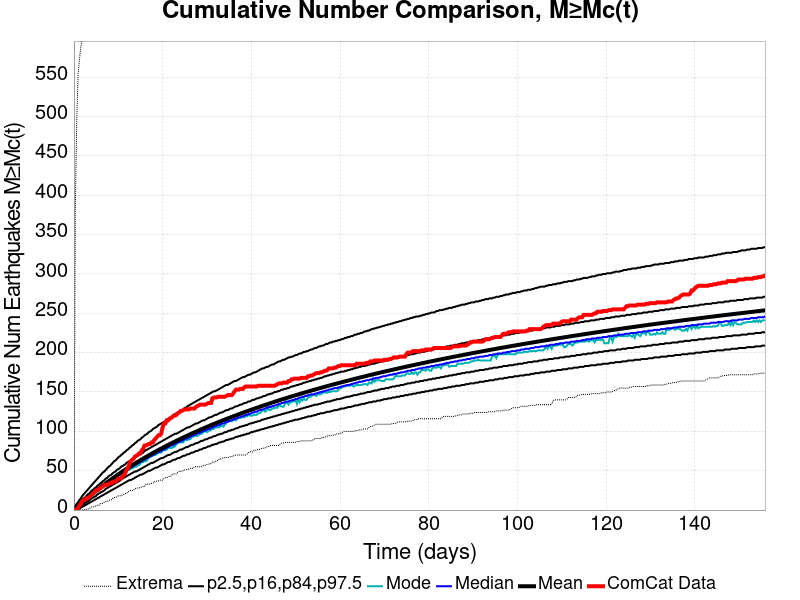 Cumulative Number Comparison, M≥Mc(t)
Cumulative Num Earthquakes M≥Mc(t)
550
500
450
400
350
300
250
200
150
100
50
0
0 20 40 60 80 100 120 140
Time (days)
Extrema p2.5,p16,p84,p97.5 Mode Median Mean ComCat Data